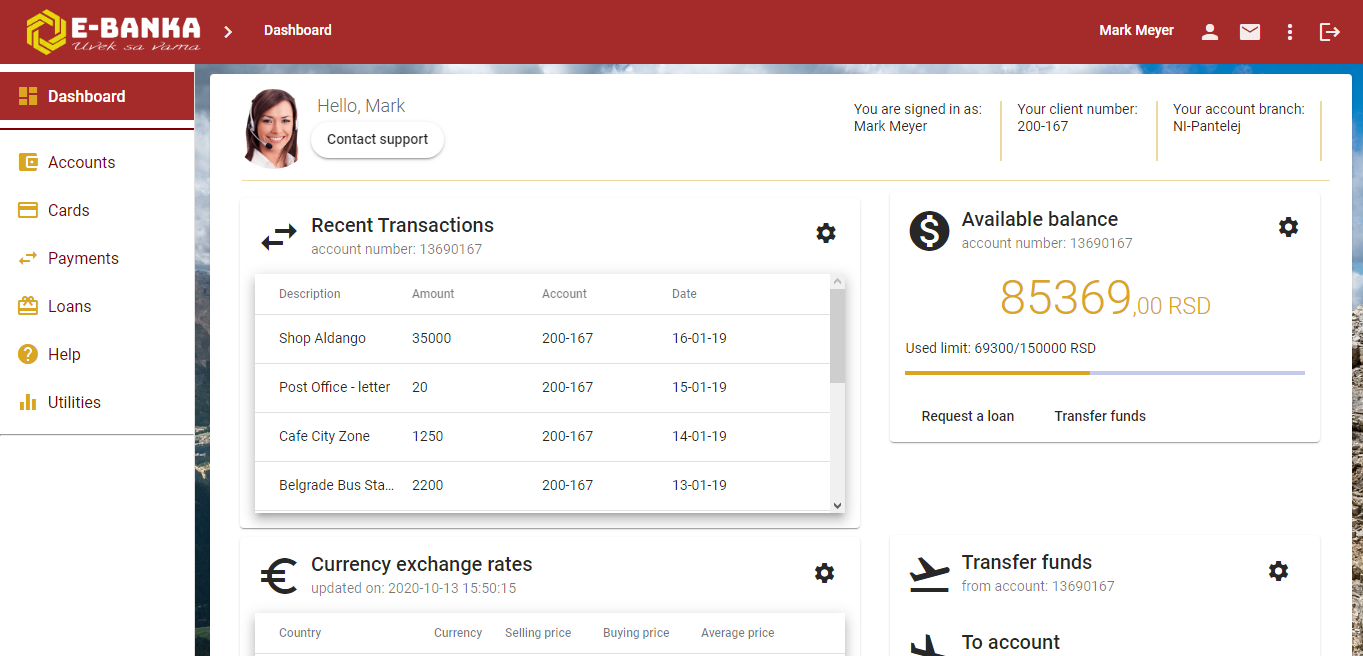 E-BANKA
Uvek sa vama
Dashboard
Mark Meyer
Dashboard
Accounts
Cards
Payments
Loans
Help
Utilities
Hello, Mark
Contact support
You are signed in as:
Mark Meyer
Your client number:
200-167
Your account branch:
NI-Pantelej
Recent Transactions
account number: 13690167
Description Amount Account Date
Shop Aldango 35000 200-167 16-01-19
Post Office - letter 20 200-167 15-01-19
Cafe City Zone 1250 200-167 14-01-19
Belgrade Bus Sta... 2200 200-167 13-01-19
Available balance
account number: 13690167
85369,00 RSD
Used limit: 69300/150000 RSD
Request a loan Transfer funds
Currency exchange rates
updated on: 2020-10-13 15:50:15
Country Currency Selling price Buying price Average price
Transfer funds
from account: 13690167
To account